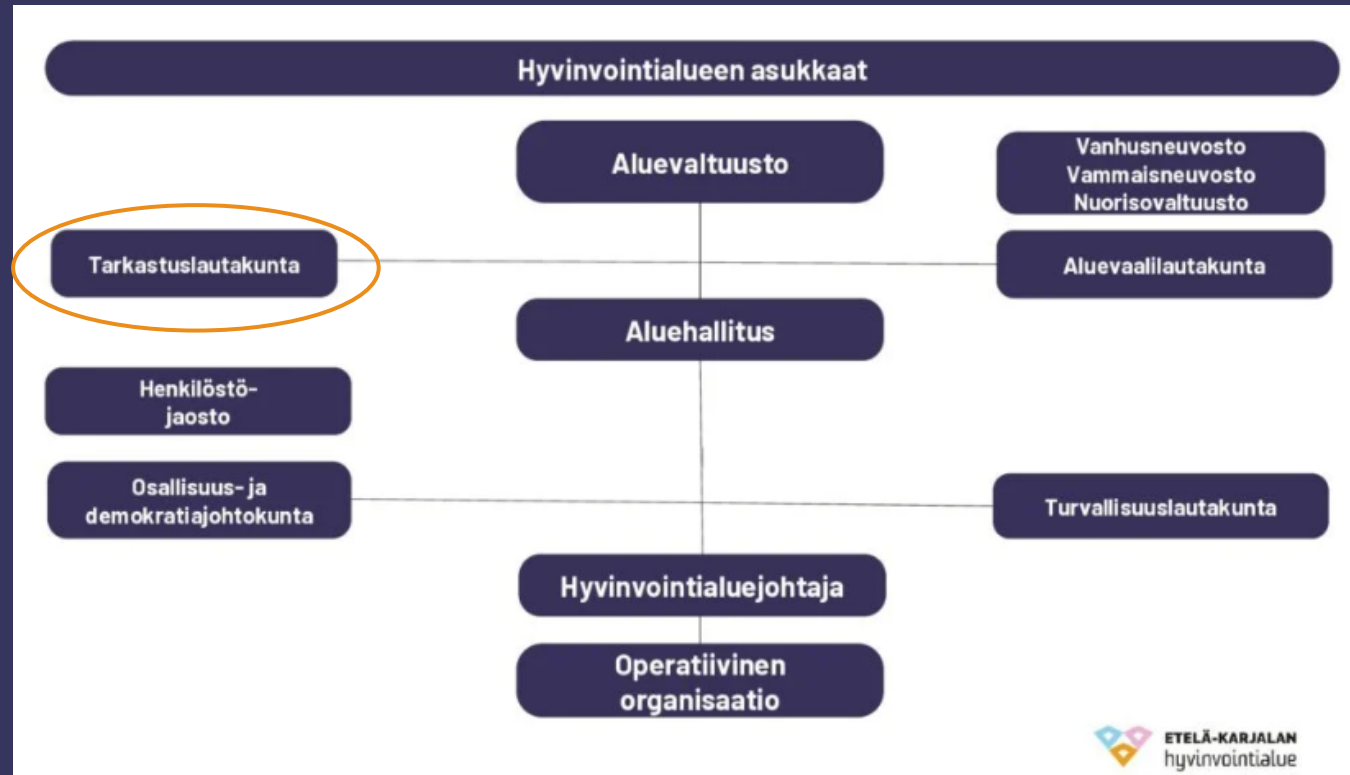 Hyvinvointialueen asukkaat
Aluevaltuusto
Vanhusneuvosto
Vammaisneuvosto
Nuorisovaltuusto
Tarkastuslautakunta
Aluevaalilautakunta
Aluehallitus
Henkilöstö-
jaosto
Osallisuus- ja
demokratiajohtokunta
Turvallisuuslautakunta
Hyvinvointialuejohtaja
Operatiivinen
organisaatio
ETELÄ-KARJALAN
hyvinvointialue